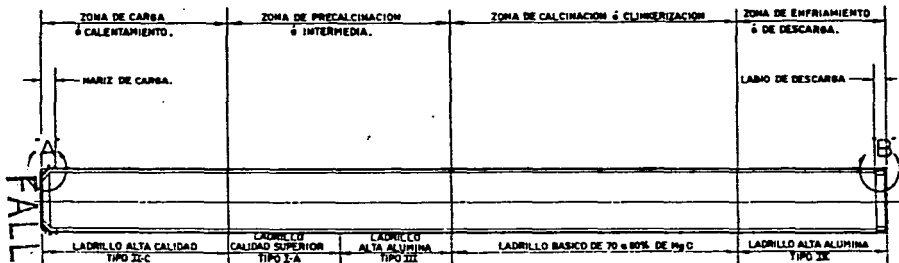 ZONA DE CARGA
ó CALENTAMIENTO.
ZONA DE PRECALCINACION
ó INTERMEDIA.
ZONA DE CALCINACION ó CLINKERIZACIÓN
ZONA DE ENFRIAMIENTO
ó DE DESCARGA.
NARIZ DE CARGA.
LABIO DE DESCARGA
A
B
FALL
LADRILLO ALTA CALIDAD
TIPO II-C
LADRILLO
CALIDAD SUPERIOR
TIPO I-A
LADRILLO
ALTA ALUMINA
TIPO III
LADRILLO BASICO DE 70 a 80% DE MgO
LADRILLO ALTA ALUMINA
TIPO